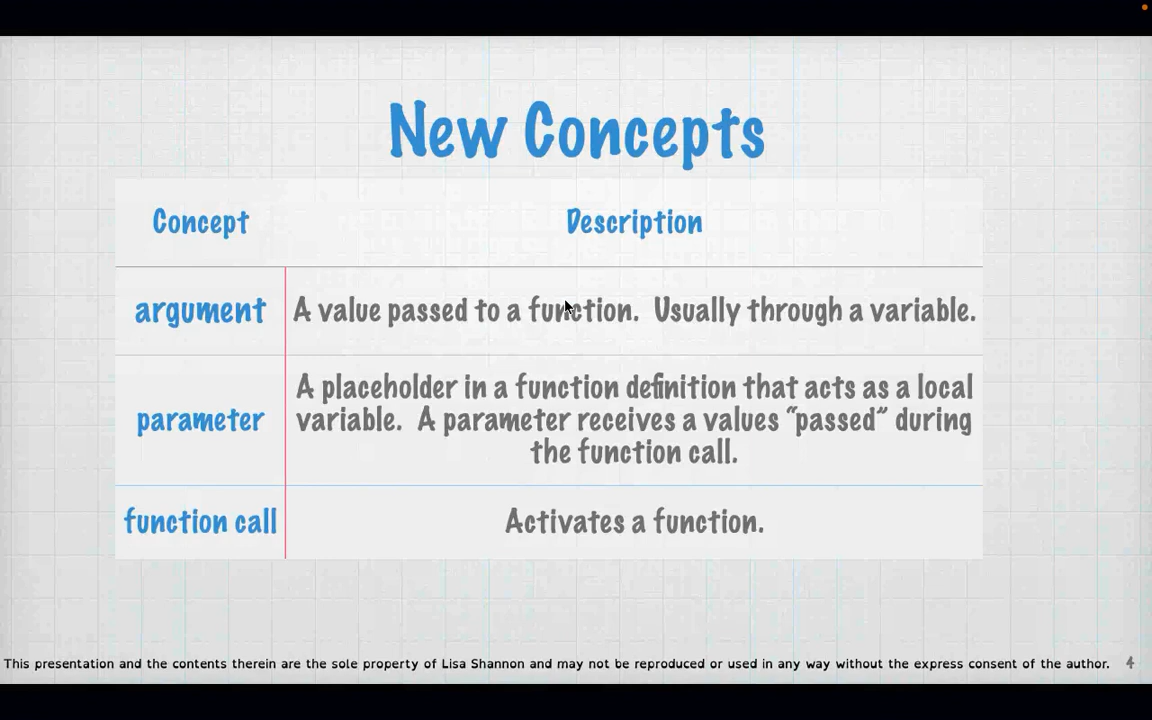 New Concepts
Concept Description
argument A value passed to a function. Usually through a variable.
A placeholder in a function definition that acts as a local
parameter variable. A parameter receives a values “passed” during
the function call.
function call Activates a function.
This presentation and the contents therein are the sole property of Lisa Shannon and may not be reproduced or used in any way without the express consent of the author. 4